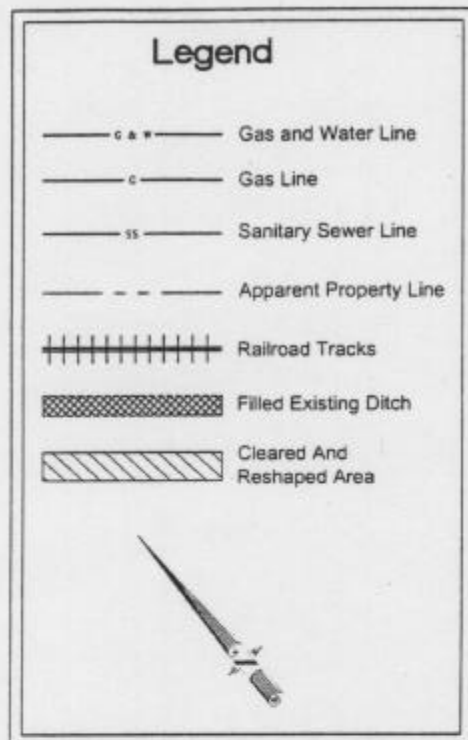 Legend
G & W Gas and Water Line
G Gas Line
SS Sanitary Sewer Line
Apparent Property Line
Railroad Tracks
Filled Existing Ditch
Cleared And
Reshaped Area